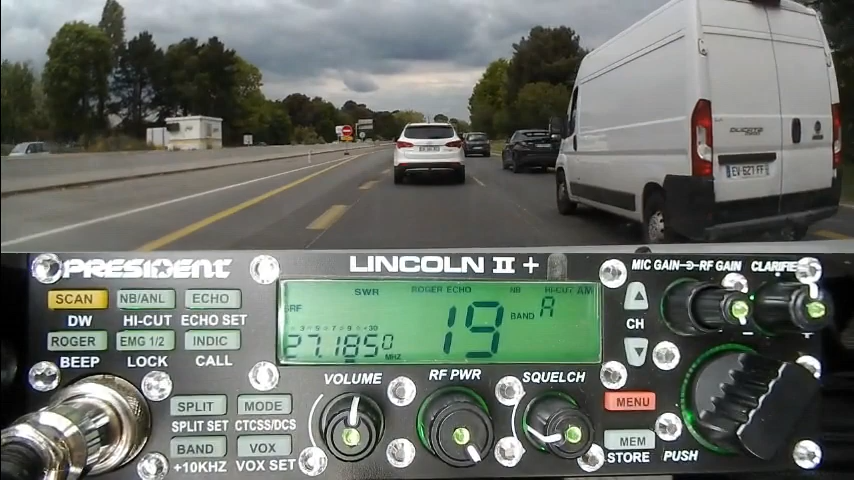 DUCATO
EV 627 FF
PRESIDENT
LINCOLN II +
MIC GAIN RF GAIN CLARIFIER
SCAN NB/ANL ECHO
DW HI-CUT ECHO SET
ROGER EMG 1/2 INDIC
BEEP LOCK CALL
SWR ROGER ECHO NB HI-CUT AM
SRF
BAND A
19
27.1850 MHZ
CH
VOLUME RF PWR SQUELCH
SPLIT MODE
SPLIT SET CTCSS/DCS
BAND VOX
+10KHZ VOX SET
MENU
MEM
STORE PUSH